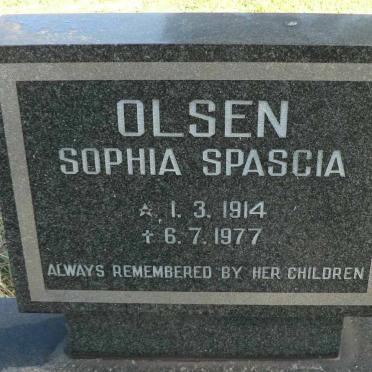 OLSEN
SOPHIA SPASCIA
☆ 1. 3. 1914
✝ 6. 7. 1977
ALWAYS REMEMBERED BY HER CHILDREN